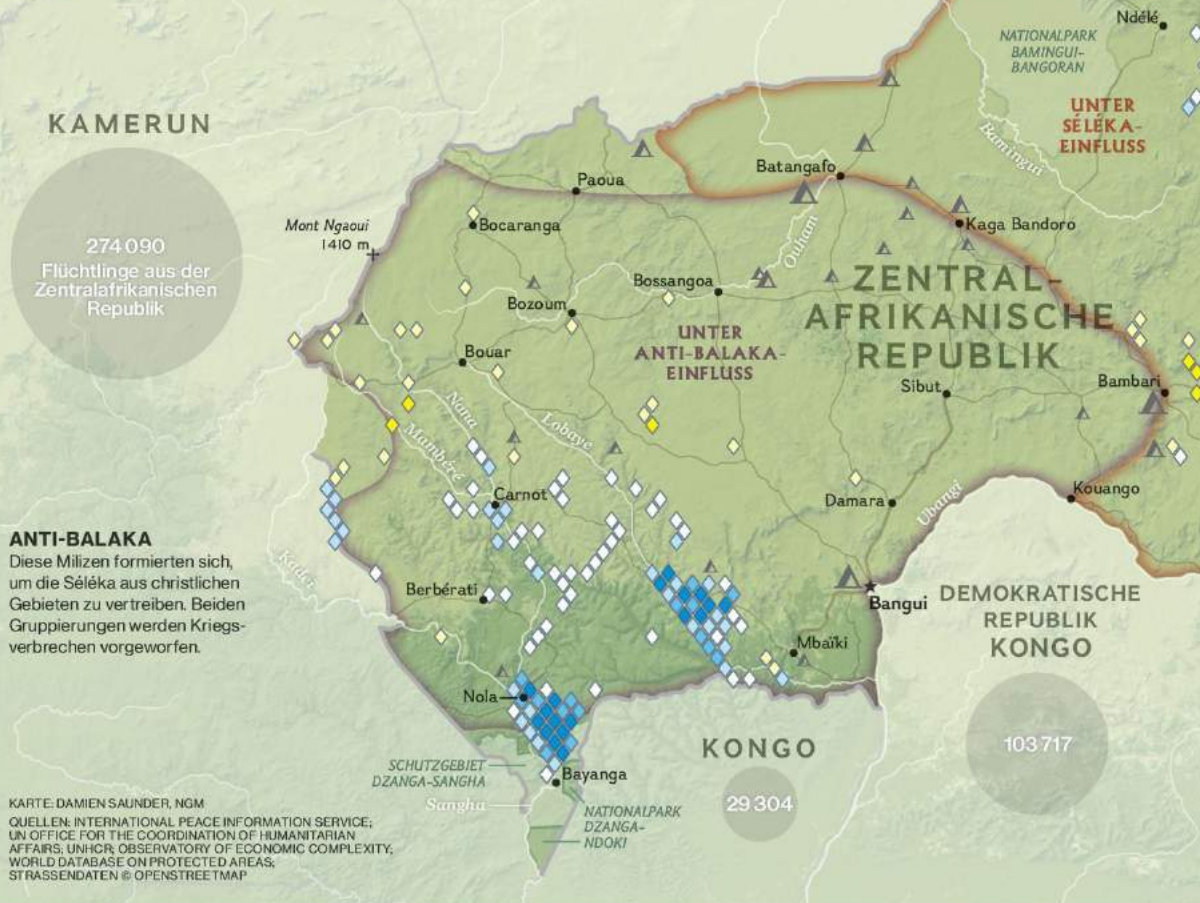 Ndélé
NATIONALPARK
BAMINGUI-
BANGORAN
KAMERUN
UNTER
SÉLÉKA-
EINFLUSS
Bamingui
Batangafo
Paoua
Mont Ngaoui
1410 m
Bocaranga
Ouham
Kaga Bandoro
274 090
Flüchtlinge aus der
Zentralafrikanischen
Republik
Bossangoa
Bozoum
ZENTRAL-
AFRIKANISCHE
REPUBLIK
UNTER
ANTI-BALAKA-
EINFLUSS
Bouar
Sibut
Bambari
Nana
Lobaye
Mambéré
Carnot
Damara
Ubangi
Kouango
ANTI-BALAKA
Diese Milizen formierten sich,
um die Séléka aus christlichen
Gebieten zu vertreiben. Beiden
Gruppierungen werden Kriegs-
verbrechen vorgeworfen.
Kadéï
Berbérati
Bangui
DEMOKRATISCHE
REPUBLIK
KONGO
Mbaïki
Nola
103 717
KONGO
29 304
SCHUTZGEBIET
DZANGA-SANGHA
Bayanga
Sangha
NATIONALPARK
DZANGA-
NDOKI
KARTE: DAMIEN SAUNDER, NGM
QUELLEN: INTERNATIONAL PEACE INFORMATION SERVICE;
UN OFFICE FOR THE COORDINATION OF HUMANITARIAN
AFFAIRS; UNHCR; OBSERVATORY OF ECONOMIC COMPLEXITY;
WORLD DATABASE ON PROTECTED AREAS;
STRASSENDATEN © OPENSTREETMAP